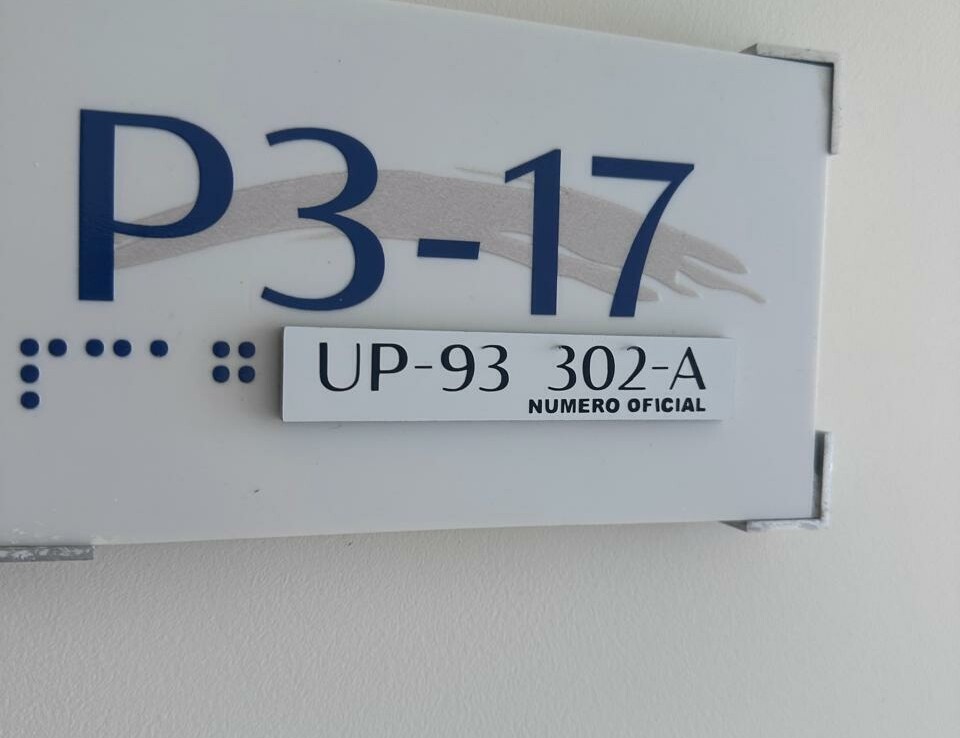 P3-17
UP-93 302-A
NUMERO OFICIAL